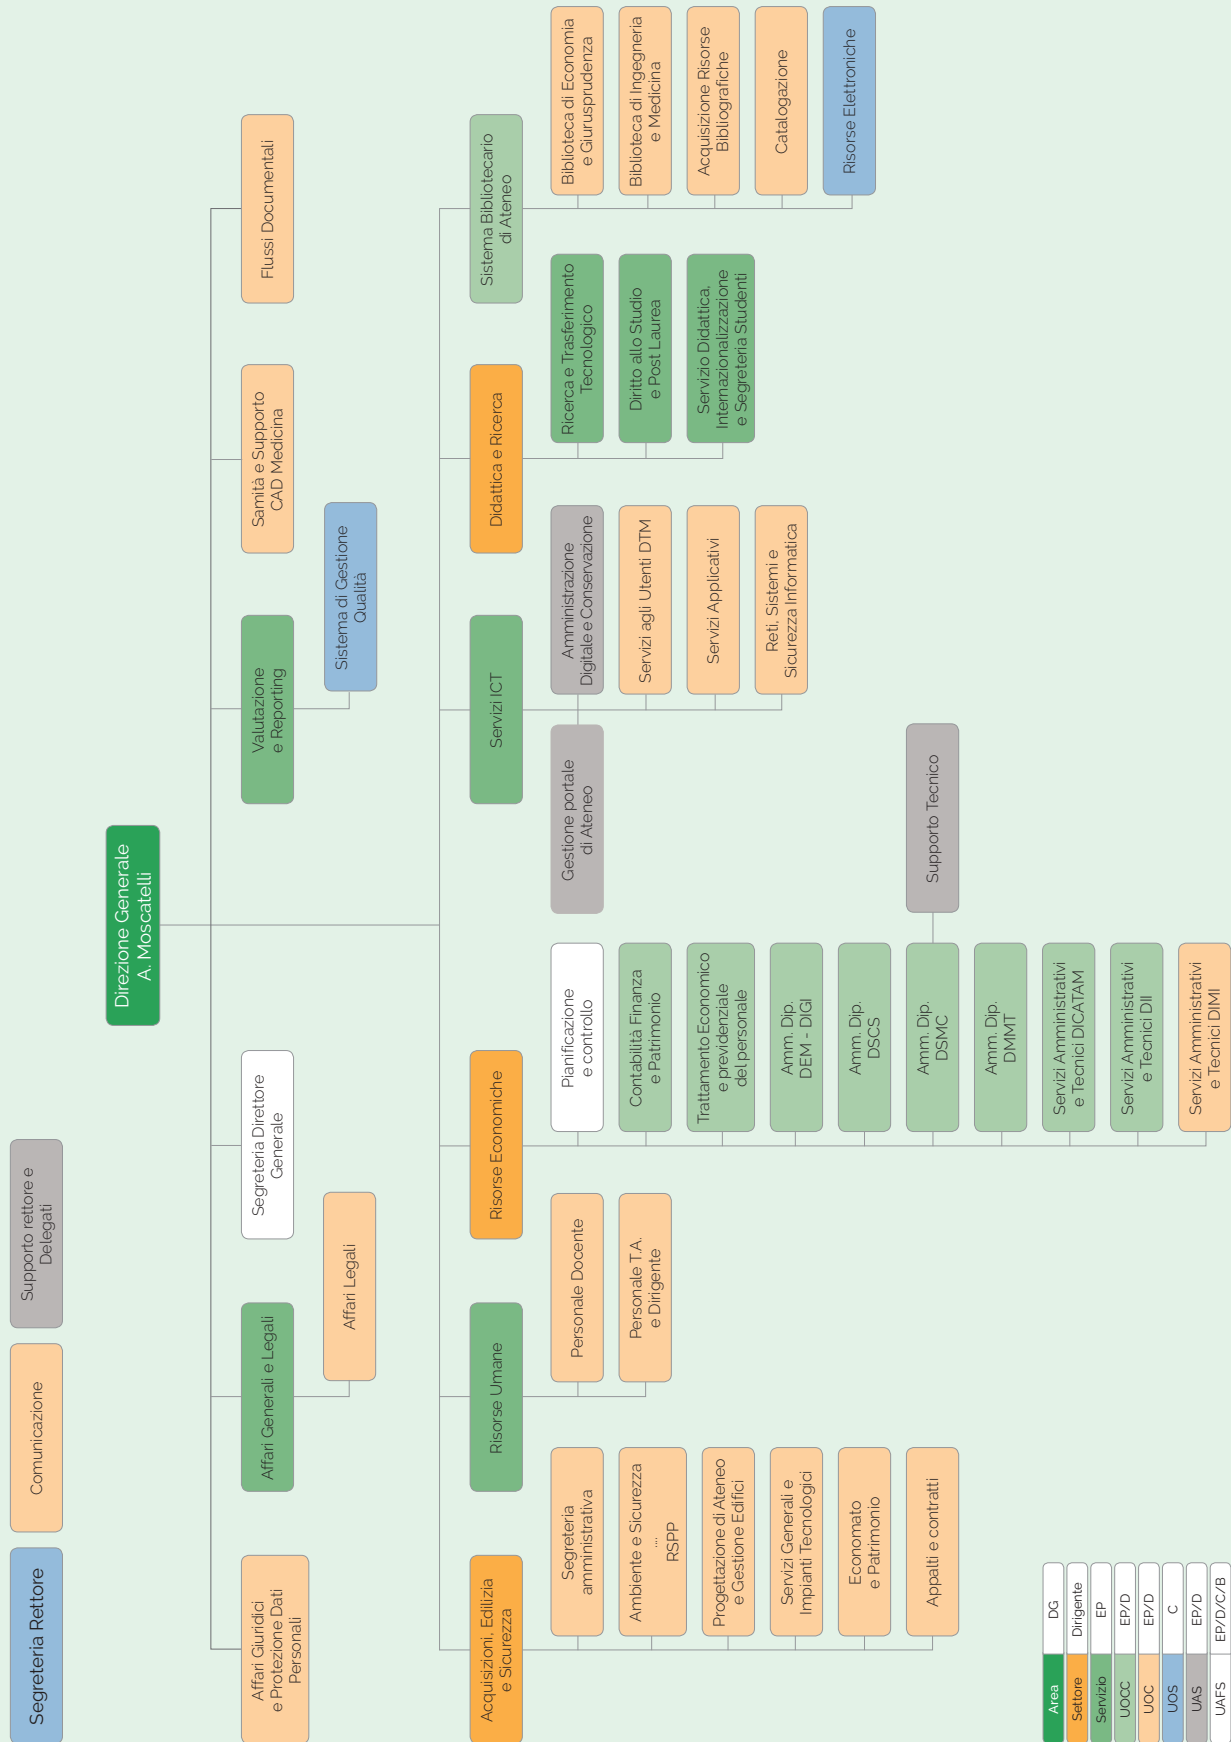 Segreteria Rettore
Comunicazione
Supporto rettore e
Delegati
Direzione Generale
A. Moscatelli
Affari Giuridici
e Protezione Dati
Personali
Affari Generali e Legali
Affari Legali
Segreteria Direttore
Generale
Valutazione
e Reporting
Sistema di Gestione
Qualità
Samità e Supporto
CAD Medicina
Flussi Documentali
Acquisizioni, Edilizia
e Sicurezza
Segreteria
amministrativa
Ambiente e Sicurezza
....
RSPP
Progettazione di Ateneo
e Gestione Edifici
Servizi Generali e
Impianti Tecnologici
Economato
e Patrimonio
Appalti e contratti
Risorse Umane
Personale Docente
Personale T.A.
e Dirigente
Risorse Economiche
Pianificazione
e controllo
Contabilità Finanza
e Patrimonio
Trattamento Economico
e previdenziale
del personale
Amm. Dip.
DEM - DIGI
Amm. Dip.
DSCS
Amm. Dip.
DSMC
Supporto Tecnico
Amm. Dip.
DMMT
Servizi Amministrativi
e Tecnici DICATAM
Servizi Amministrativi
e Tecnici DII
Servizi Amministrativi
e Tecnici DIMI
Servizi ICT
Gestione portale
di Ateneo
Amministrazione
Digitale e Conservazione
Servizi agli Utenti DTM
Servizi Applicativi
Reti, Sistemi e
Sicurezza Informatica
Didattica e Ricerca
Ricerca e Trasferimento
Tecnologico
Diritto allo Studio
e Post Laurea
Servizio Didattica,
Internazionalizzazione
e Segreteria Studenti
Sistema Bibliotecario
di Ateneo
Biblioteca di Economia
e Giurusprudenza
Biblioteca di Ingegneria
e Medicina
Acquisizione Risorse
Bibliografiche
Catalogazione
Risorse Elettroniche
Area DG
Settore Dirigente
Servizio EP
UOCC EP/D
UOC EP/D
UOS C
UAS EP/D
UAFS EP/D/C/B